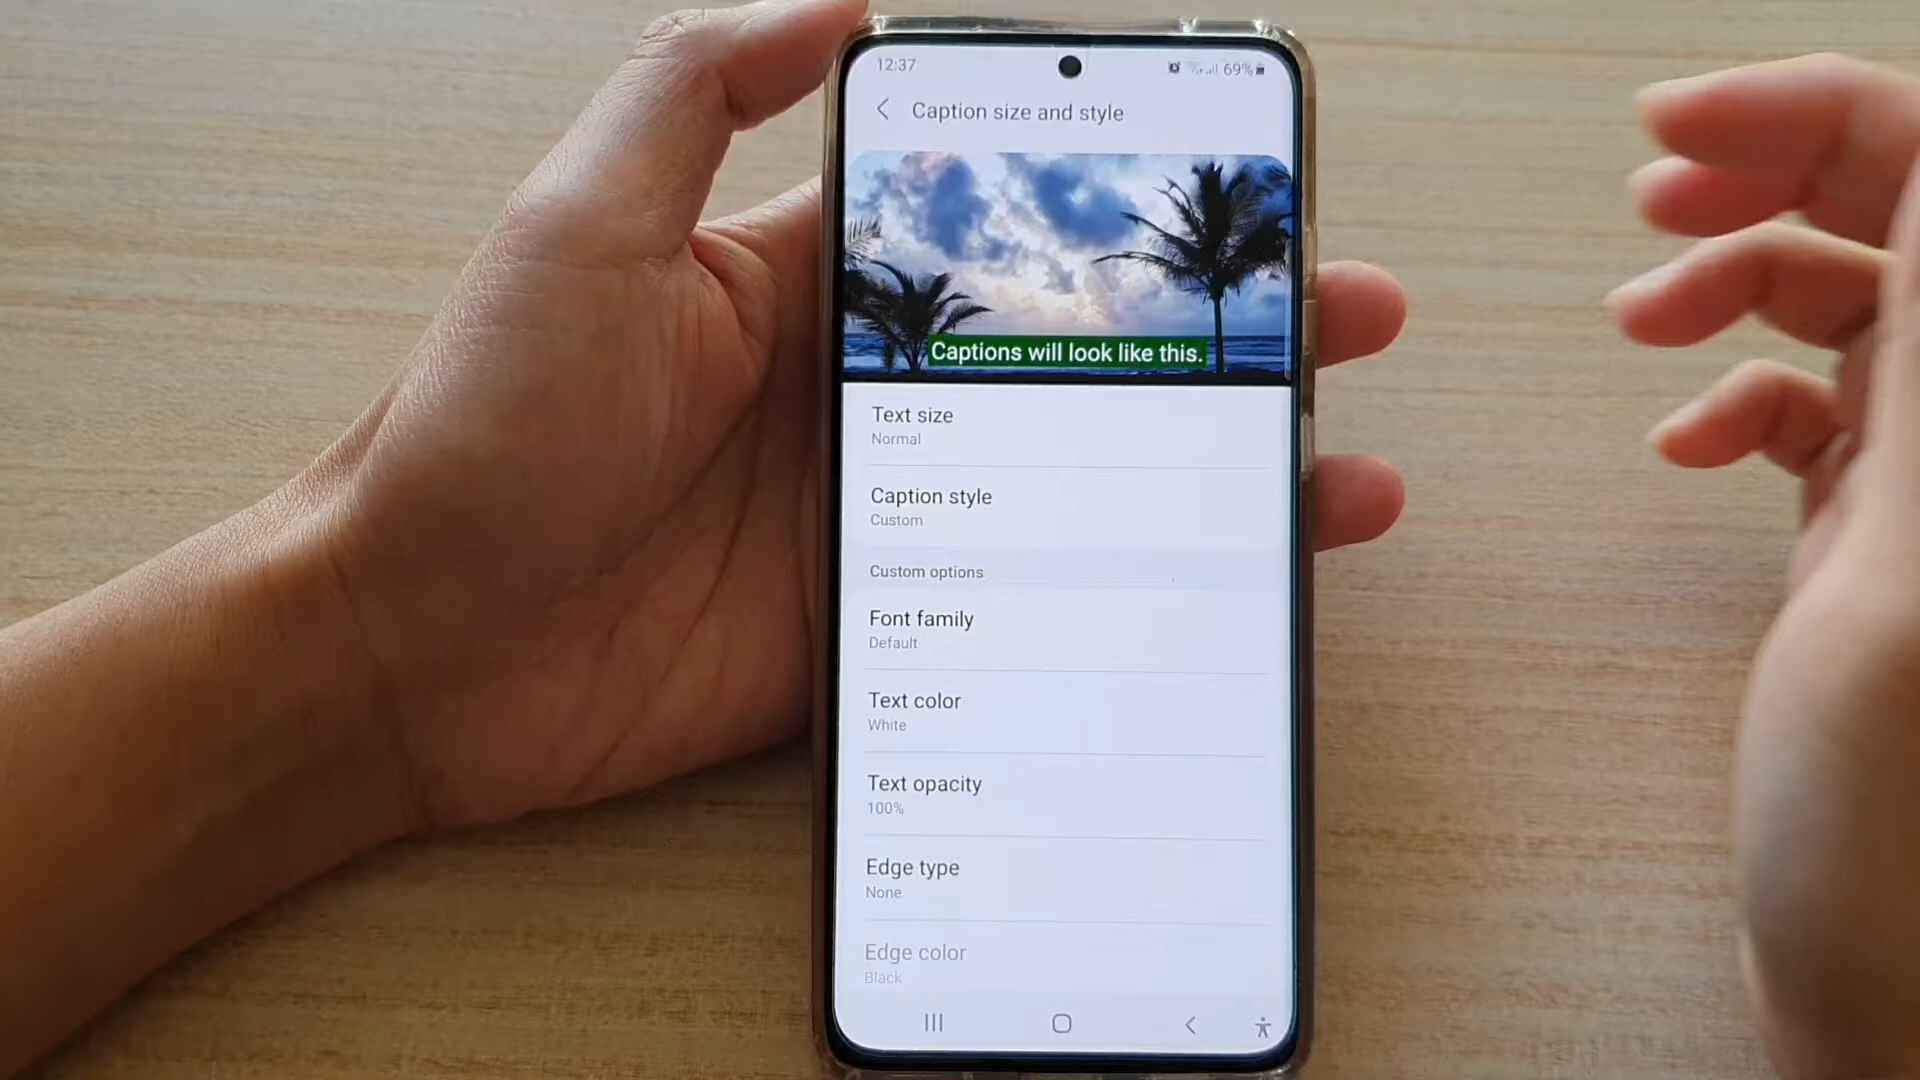 12:37
69%
Caption size and style
Captions will look like this.
Text size
Normal
Caption style
Custom
Custom options
Font family
Default
Text color
White
Text opacity
100%
Edge type
None
Edge color
Black